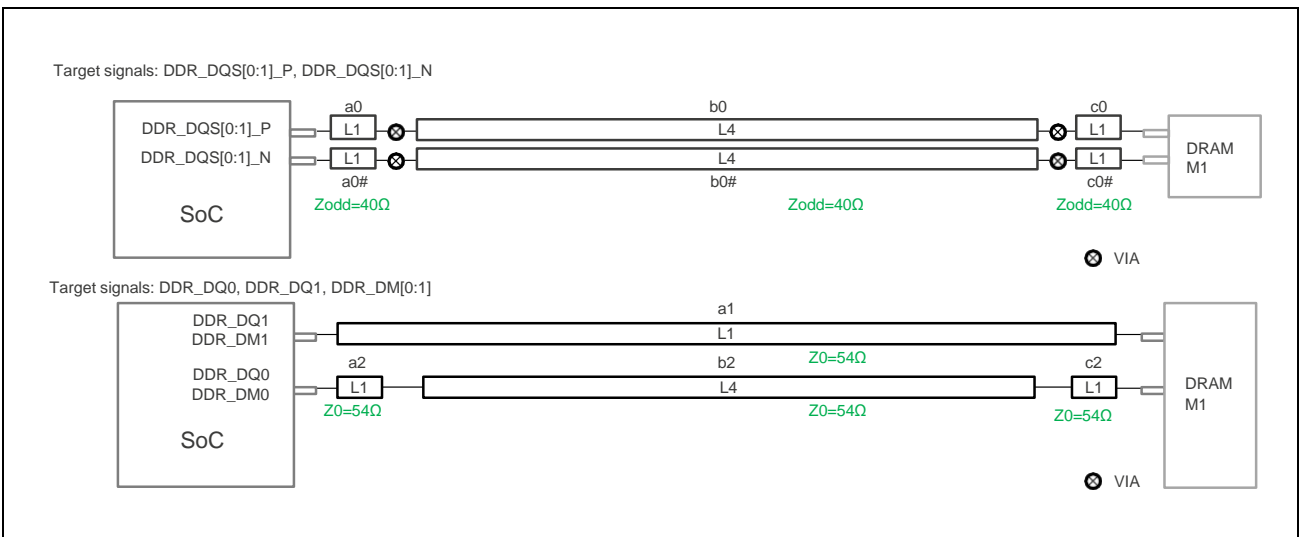 Target signals: DDR_DQS[0:1]_P, DDR_DQS[0:1]_N
a0 b0 c0
DDR_DQS[0:1]_P L1 L4 L1
DDR_DQS[0:1]_N L1 L4 L1
DRAM
M1
a0# b0# c0#
SoC Zodd=40Ω Zodd=40Ω Zodd=40Ω
VIA
Target signals: DDR_DQ0, DDR_DQ1, DDR_DM[0:1]
a1
DDR_DQ1
DDR_DM1 L1
Z0=54Ω
a2 b2 c2
DDR_DQ0
DDR_DM0 L1 L4 L1
DRAM
M1
Z0=54Ω Z0=54Ω Z0=54Ω
SoC
VIA